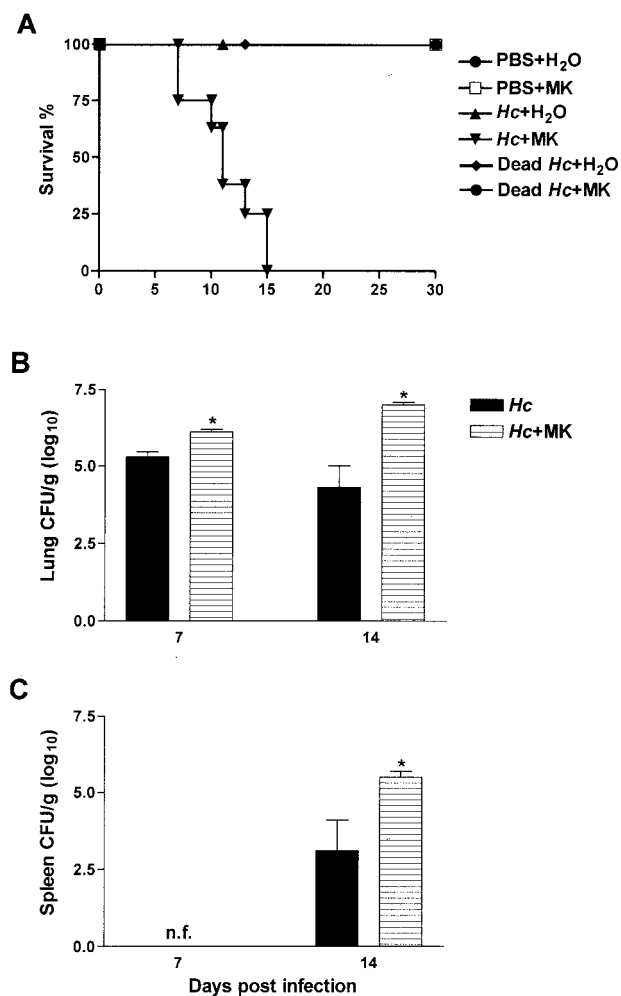 A
100
75
50
25
0
Survival %
0 5 10 15 20 25 30
PBS+H2O
PBS+MK
Hc+H2O
Hc+MK
Dead Hc+H2O
Dead Hc+MK
B
7.5
5.0
2.5
0.0
Lung CFU/g (log10)
*
*
7 14
Hc
Hc+MK
C
7.5
5.0
2.5
0.0
Spleen CFU/g (log10)
n.f.
*
7 14
Days post infection